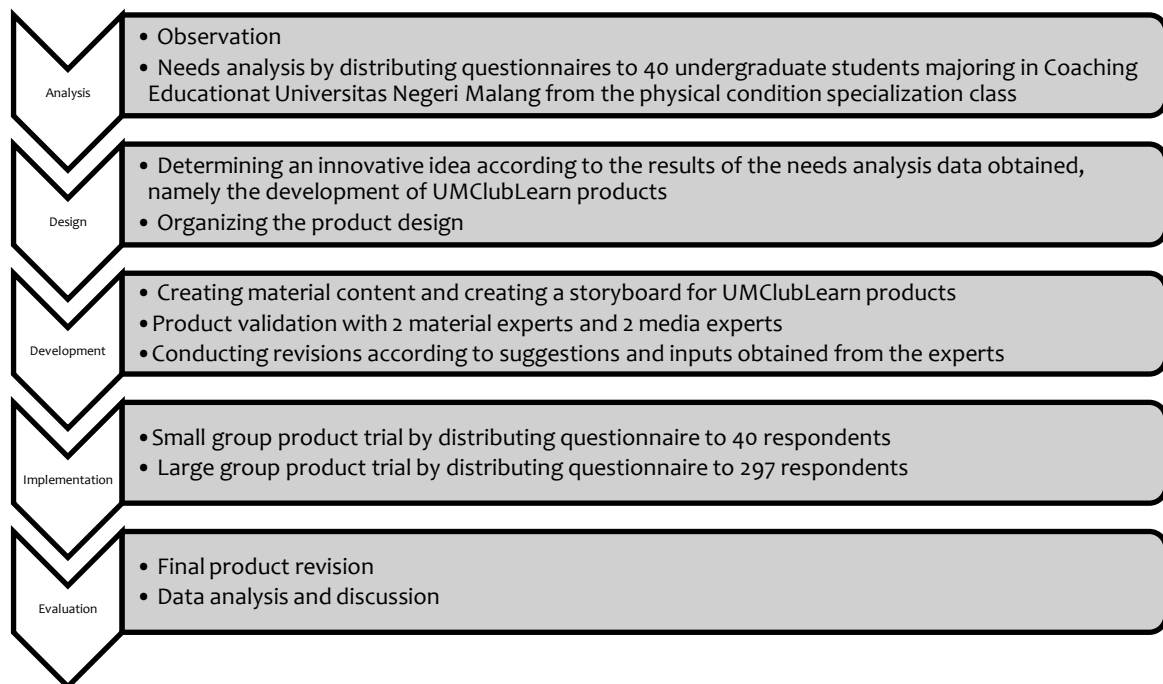 Analysis
• Observation
• Needs analysis by distributing questionnaires to 40 undergraduate students majoring in Coaching
Educationat Universitas Negeri Malang from the physical condition specialization class
Design
• Determining an innovative idea according to the results of the needs analysis data obtained,
namely the development of UMClubLearn products
• Organizing the product design
Development
• Creating material content and creating a storyboard for UMClubLearn products
•Product validation with 2 material experts and 2 media experts
•Conducting revisions according to suggestions and inputs obtained from the experts
Implementation
•Small group product trial by distributing questionnaire to 40 respondents
• Large group product trial by distributing questionnaire to 297 respondents
Evaluation
• Final product revision
• Data analysis and discussion